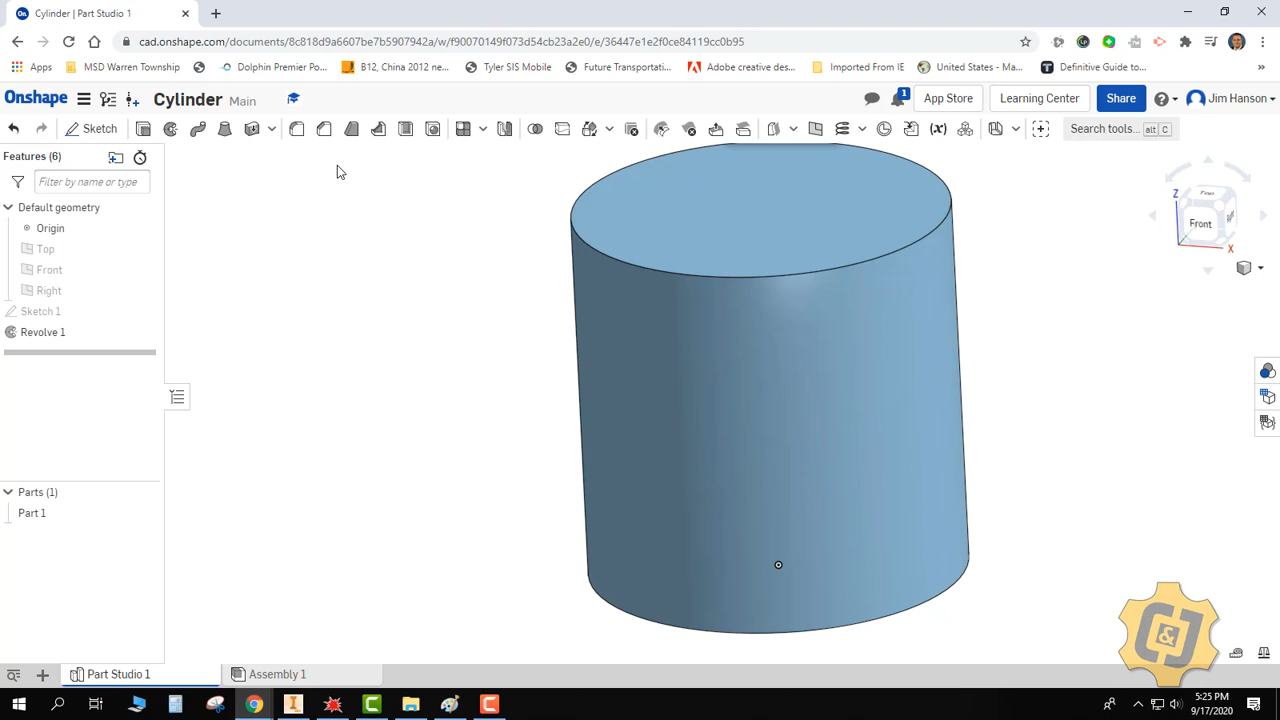 On Cylinder | Part Studio 1
cad.onshape.com/documents/8c818d9a6607be7b5907942a/w/f90070149f073d54cb23a2e0/e/36447e1e2f0ce84119cc0b95
Apps MSD Warren Township Dolphin Premier Po... B12, China 2012 ne... Tyler SIS Mobile Future Transportati... Adobe creative des... Imported From IE United States - Ma... Definitive Guide to... »
Onshape Cylinder Main 1 App Store Learning Center Share Jim Hanson
Sketch Search tools... alt C
Features (6)
Filter by name or type
Default geometry
Origin
Top
Front
Right
Sketch 1
Revolve 1
Parts (1)
Part 1
Z
Top
Front
X
C&J
Part Studio 1 Assembly 1
5:25 PM
9/17/2020